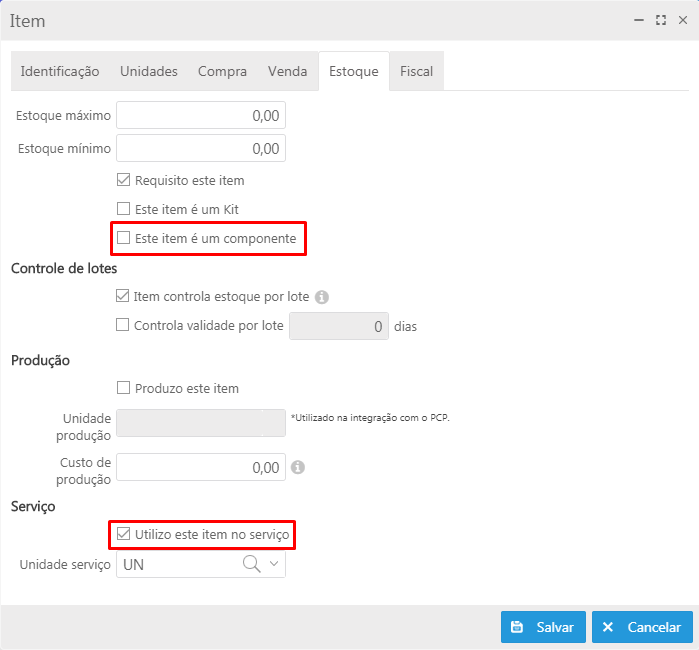 Item
Identificação Unidades Compra Venda Estoque Fiscal
Estoque máximo 0,00
Estoque mínimo 0,00
Requisito este item
Este item é um Kit
Este item é um componente
Controle de lotes
Item controla estoque por lote
Controla validade por lote 0 dias
Produção
Produzo este item
Unidade
produção
*Utilizado na integração com o PCP.
Custo de
produção
0,00
Serviço
Utilizo este item no serviço
Unidade serviço UN
Salvar Cancelar